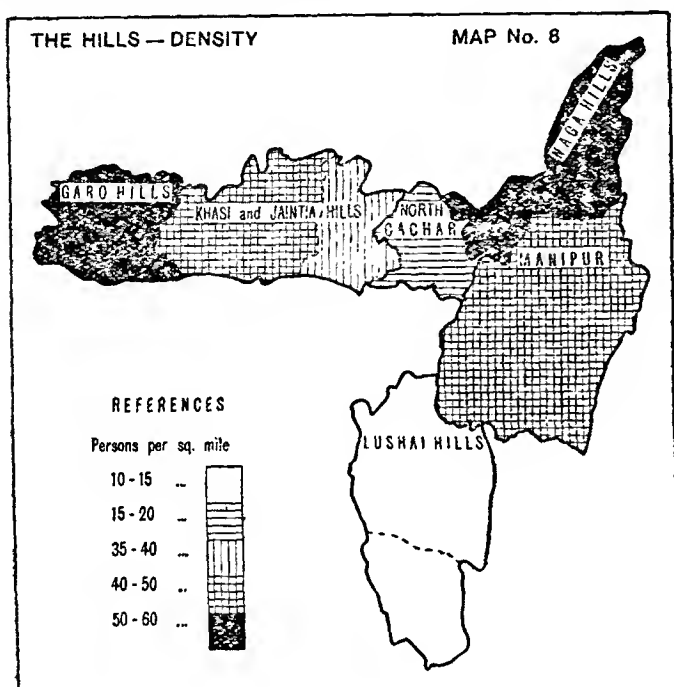 THE HILLS — DENSITY
MAP No. 8
NAGA HILLS
GARO HILLS
KHASI and JAINTIA HILLS
NORTH
CACHAR
MANIPUR
LUSHAI HILLS
REFERENCES
Persons per sq. mile
10 - 15 „
15 - 20 „
35 - 40 „
40 - 50 „
50 - 60 „